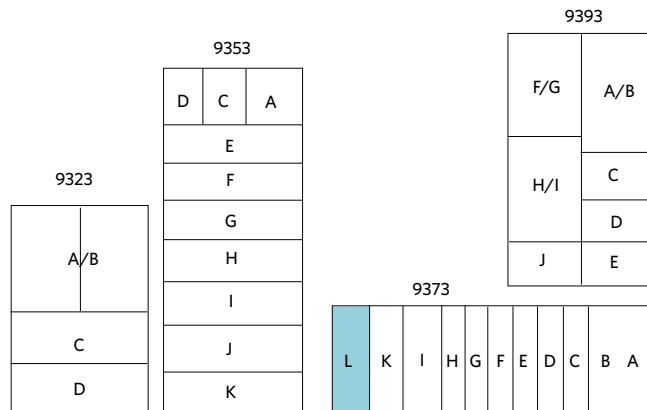 9323
A/B
C
D
9353
D C A
E
F
G
H
I
J
K
9393
F/G A/B
H/I C
D
J E
9373
L K I H G F E D C B A